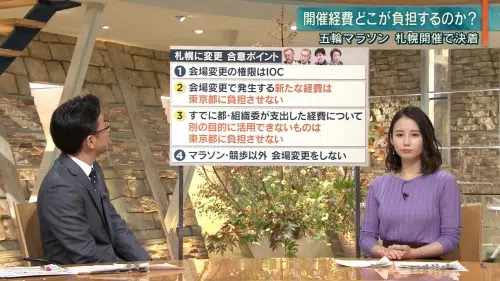 開催経費どこが負担するのか?
五輪マラソン 札幌開催で決着
札幌に変更 合意ポイント
1 会場変更の権限はIOC
2 会場変更で発生する新たな経費は
東京都に負担させない
3 すでに都・組織委が支出した経費について
別の目的に活用できないものは
東京都に負担させない
4 マラソン・競歩以外 会場変更をしない